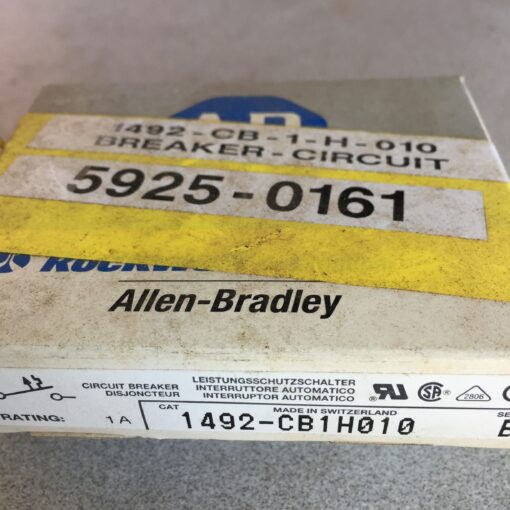 1492-CB-1-H-010
BREAKER-CIRCUIT
5925-0161
Allen-Bradley
CIRCUIT BREAKER
DISJONCTEUR
LEISTUNGSSCHUTZSCHALTER
INTERRUTTORE AUTOMATICO
INTERRUPTOR AUTOMATICO
2806
RATING:
1A
CAT
MADE IN SWITZERLAND
1492-CB1H010